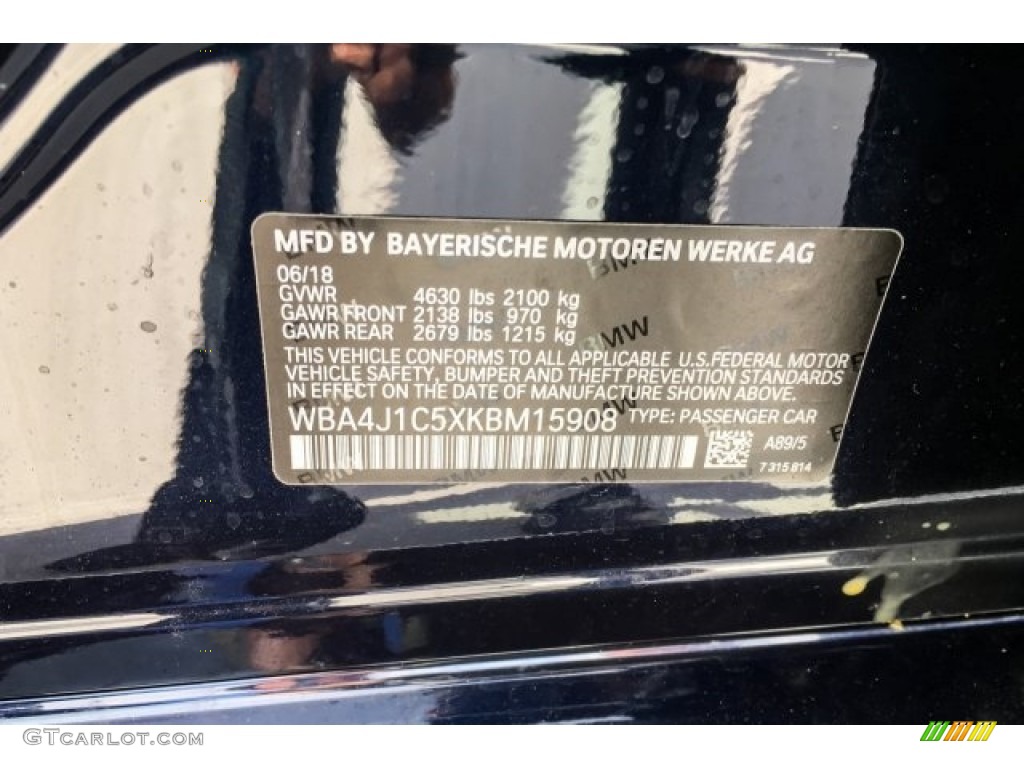 MFD BY BAYERISCHE MOTOREN WERKE AG
06/18
GVWR 4630 lbs 2100 kg
GAWR FRONT 2138 lbs 970 kg
GAWR REAR 2679 lbs 1215 kg
THIS VEHICLE CONFORMS TO ALL APPLICABLE U.S.FEDERAL MOTOR
VEHICLE SAFETY, BUMPER AND THEFT PREVENTION STANDARDS
IN EFFECT ON THE DATE OF MANUFACTURE SHOWN ABOVE.
WBA4J1C5XKBM15908 TYPE: PASSENGER CAR
A89/5
7 315 814
GTCARLOT.COM